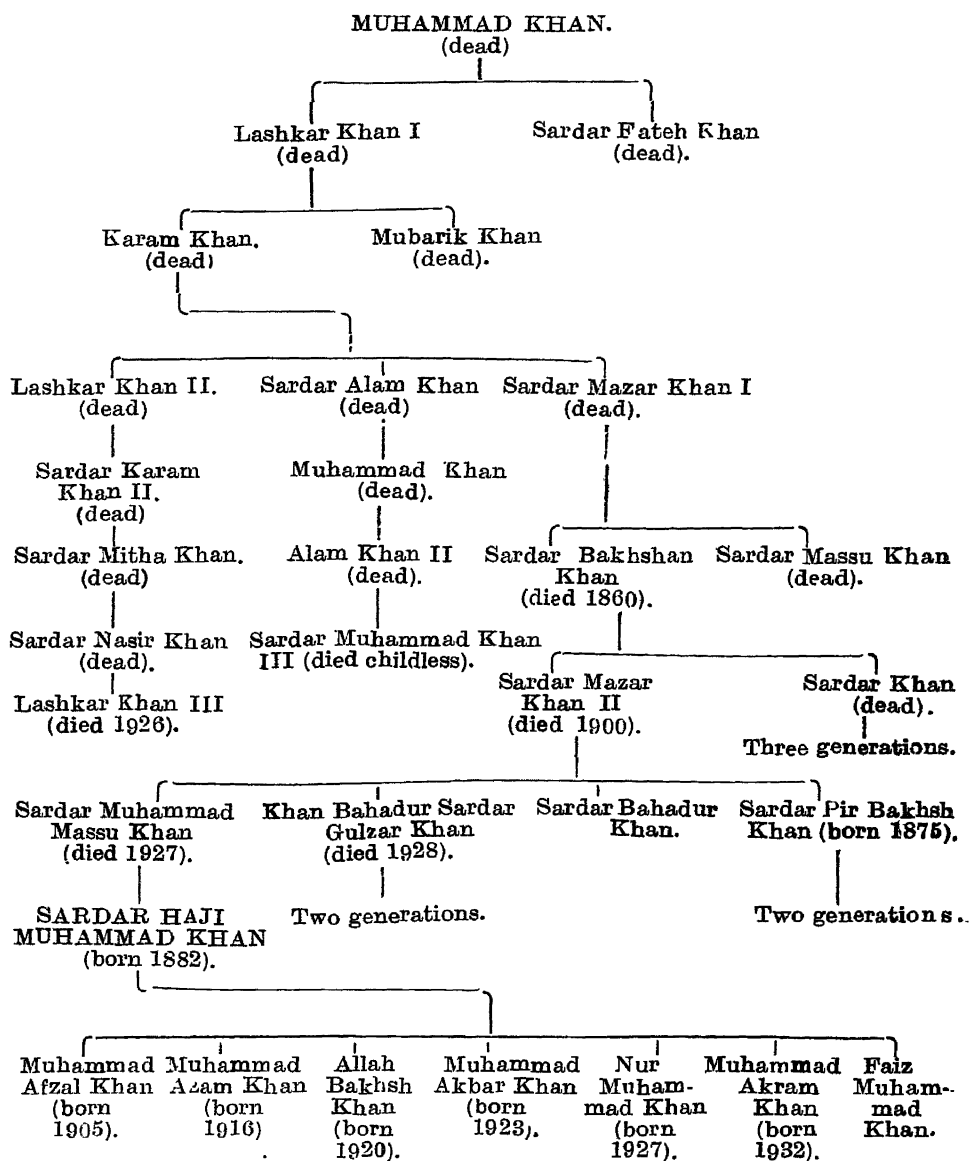 MUHAMMAD KHAN.
(dead)
Lashkar Khan I
(dead)
Sardar Fateh Khan
(dead).
Karam Khan.
(dead)
Mubarik Khan
(dead).
Lashkar Khan II.
(dead)
Sardar Alam Khan
(dead)
Sardar Mazar Khan I
(dead).
Sardar Karam
Khan II.
(dead)
Muhammad Khan
(dead).
Sardar Mitha Khan.
(dead)
Alam Khan II
(dead).
Sardar Bakhshan
Khan
(died 1860).
Sardar Massu Khan
(dead).
Sardar Nasir Khan
(dead).
Sardar Muhammad Khan
III (died childless).
Lashkar Khan III
(died 1926).
Sardar Mazar
Khan II
(died 1900).
Sardar Khan
(dead).
Three generations.
Sardar Muhammad
Massu Khan
(died 1927).
Khan Bahadur Sardar
Gulzar Khan
(died 1928).
Sardar Bahadur
Khan.
Sardar Pir Bakhsh
Khan (born 1875).
SARDAR HAJI
MUHAMMAD KHAN
(born 1882).
Two generations.
Two generations.
Muhammad
Afzal Khan
(born
1905).
Muhammad
Azam Khan
(born
1916)
Allah
Bakhsh
Khan
(born
1920).
Muhammad
Akbar Khan
(born
1923).
Nur
Muham-
mad Khan
(born
1927).
Muhammad
Akram
Khan
(born
1932).
Faiz
Muham-
mad
Khan.